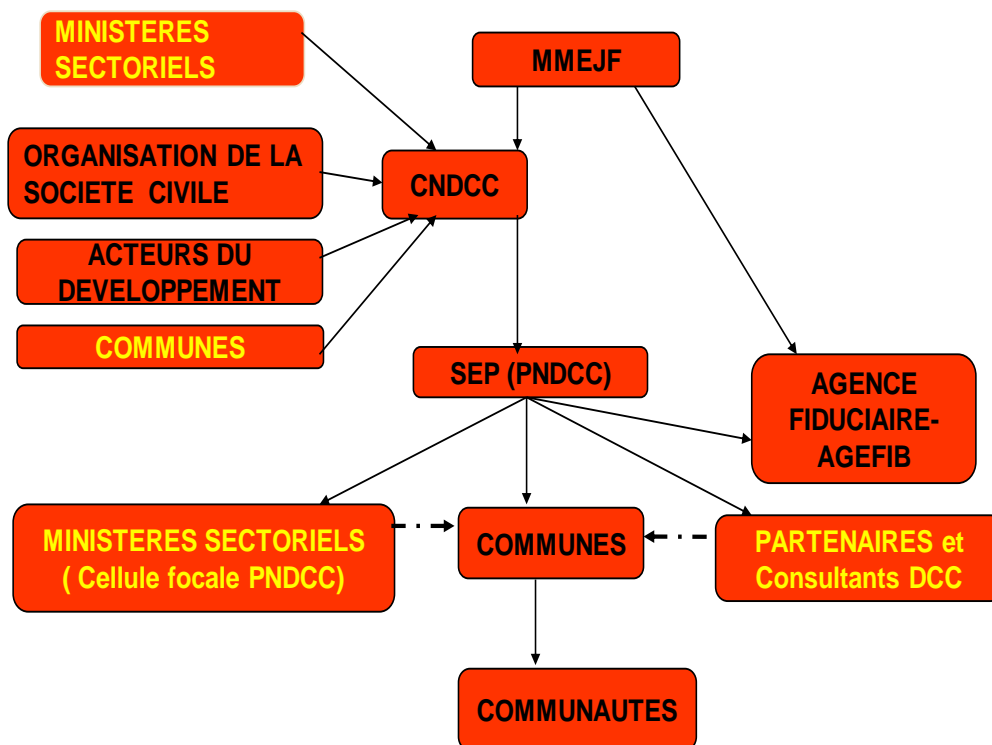 MINISTERES
SECTORIELS
MMEJF
ORGANISATION DE LA
SOCIETE CIVILE
CNDCC
ACTEURS DU
DEVELOPPEMENT
COMMUNES
SEP (PNDCC)
AGENCE
FIDUCIAIRE-
AGEFIB
MINISTERES SECTORIELS
( Cellule focale PNDCC)
COMMUNES
PARTENAIRES et
Consultants DCC
COMMUNAUTES